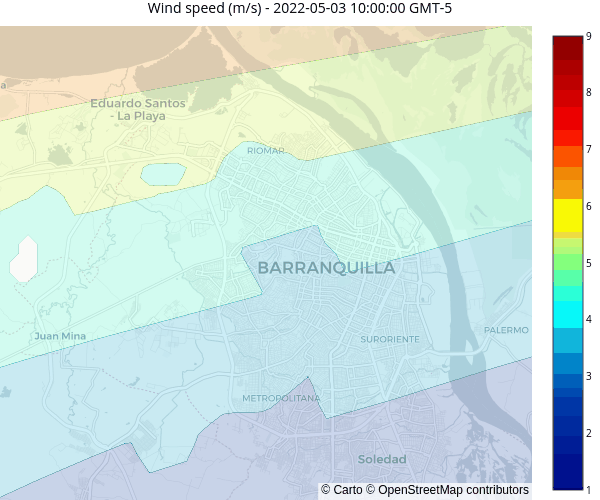 Wind speed (m/s) - 2022-05-03 10:00:00 GMT-5
a
Eduardo Santos
- La Playa
RIOMAR
BARRANQUILLA
Juan Mina
SURORIENTE
PALERMO
METROPOLITANA
Soledad
© Carto © OpenStreetMap contributors
9
8
7
6
5
4
3
2
1